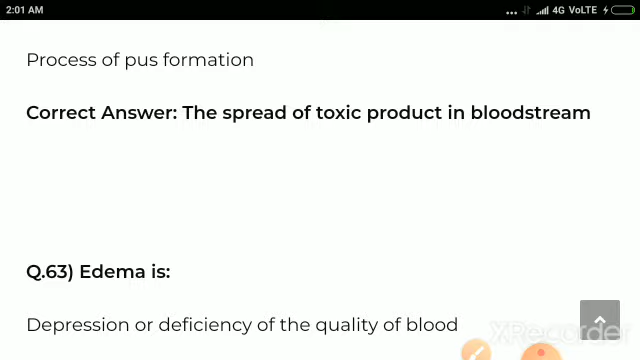 2:01 AM ... 4G VoLTE
Process of pus formation
Correct Answer: The spread of toxic product in bloodstream
Q.63) Edema is:
Depression or deficiency of the quality of blood
XRecorder